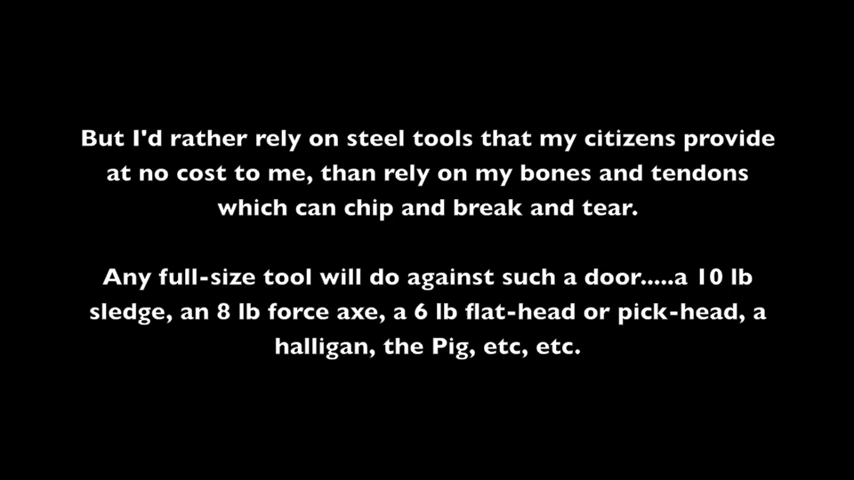 But I'd rather rely on steel tools that my citizens provide
at no cost to me, than rely on my bones and tendons
which can chip and break and tear.
Any full-size tool will do against such a door.....a 10 lb
sledge, an 8 lb force axe, a 6 lb flat-head or pick-head, a
halligan, the Pig, etc, etc.